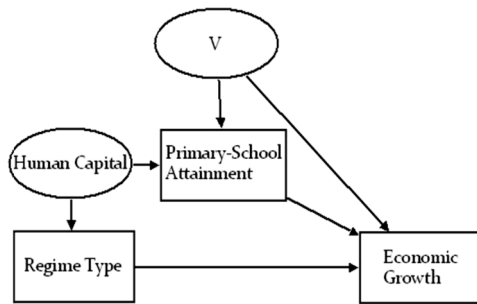 V
Primary-School
Attainment
Human Capital
Regime Type
Economic
Growth